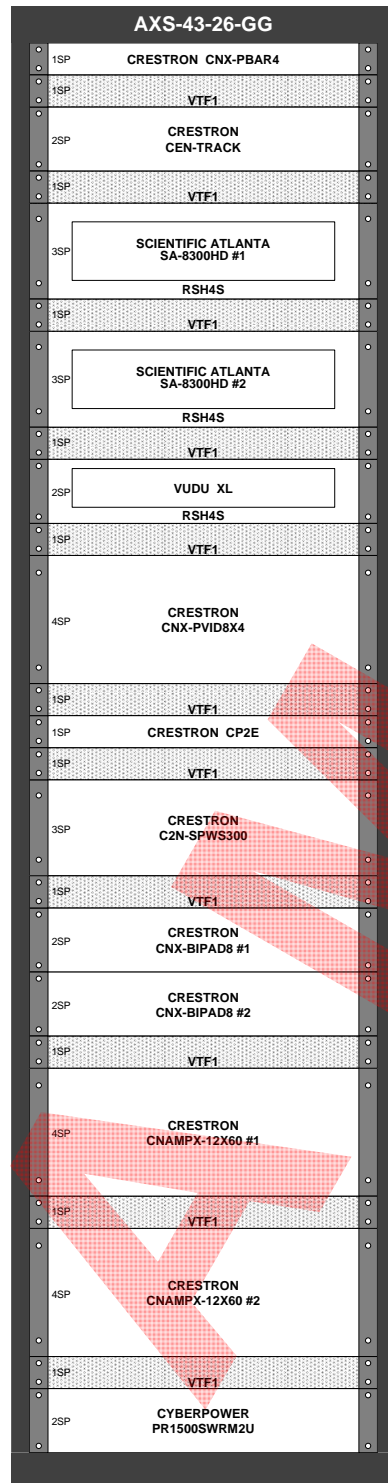 AXS-43-26-GG
1SP CRESTRON CNX-PBAR4
1SP VTF1
2SP CRESTRON
CEN-TRACK
1SP VTF1
3SP SCIENTIFIC ATLANTA
SA-8300HD #1
RSH4S
1SP VTF1
3SP SCIENTIFIC ATLANTA
SA-8300HD #2
RSH4S
1SP VTF1
2SP VUDU XL
RSH4S
1SP VTF1
4SP CRESTRON
CNX-PVID8X4
1SP VTF1
1SP CRESTRON CP2E
1SP VTF1
3SP CRESTRON
C2N-SPWS300
1SP VTF1
2SP CRESTRON
CNX-BIPAD8 #1
2SP CRESTRON
CNX-BIPAD8 #2
1SP VTF1
4SP CRESTRON
CNAMPX-12X60 #1
1SP VTF1
4SP CRESTRON
CNAMPX-12X60 #2
1SP VTF1
2SP CYBERPOWER
PR1500SWRM2U